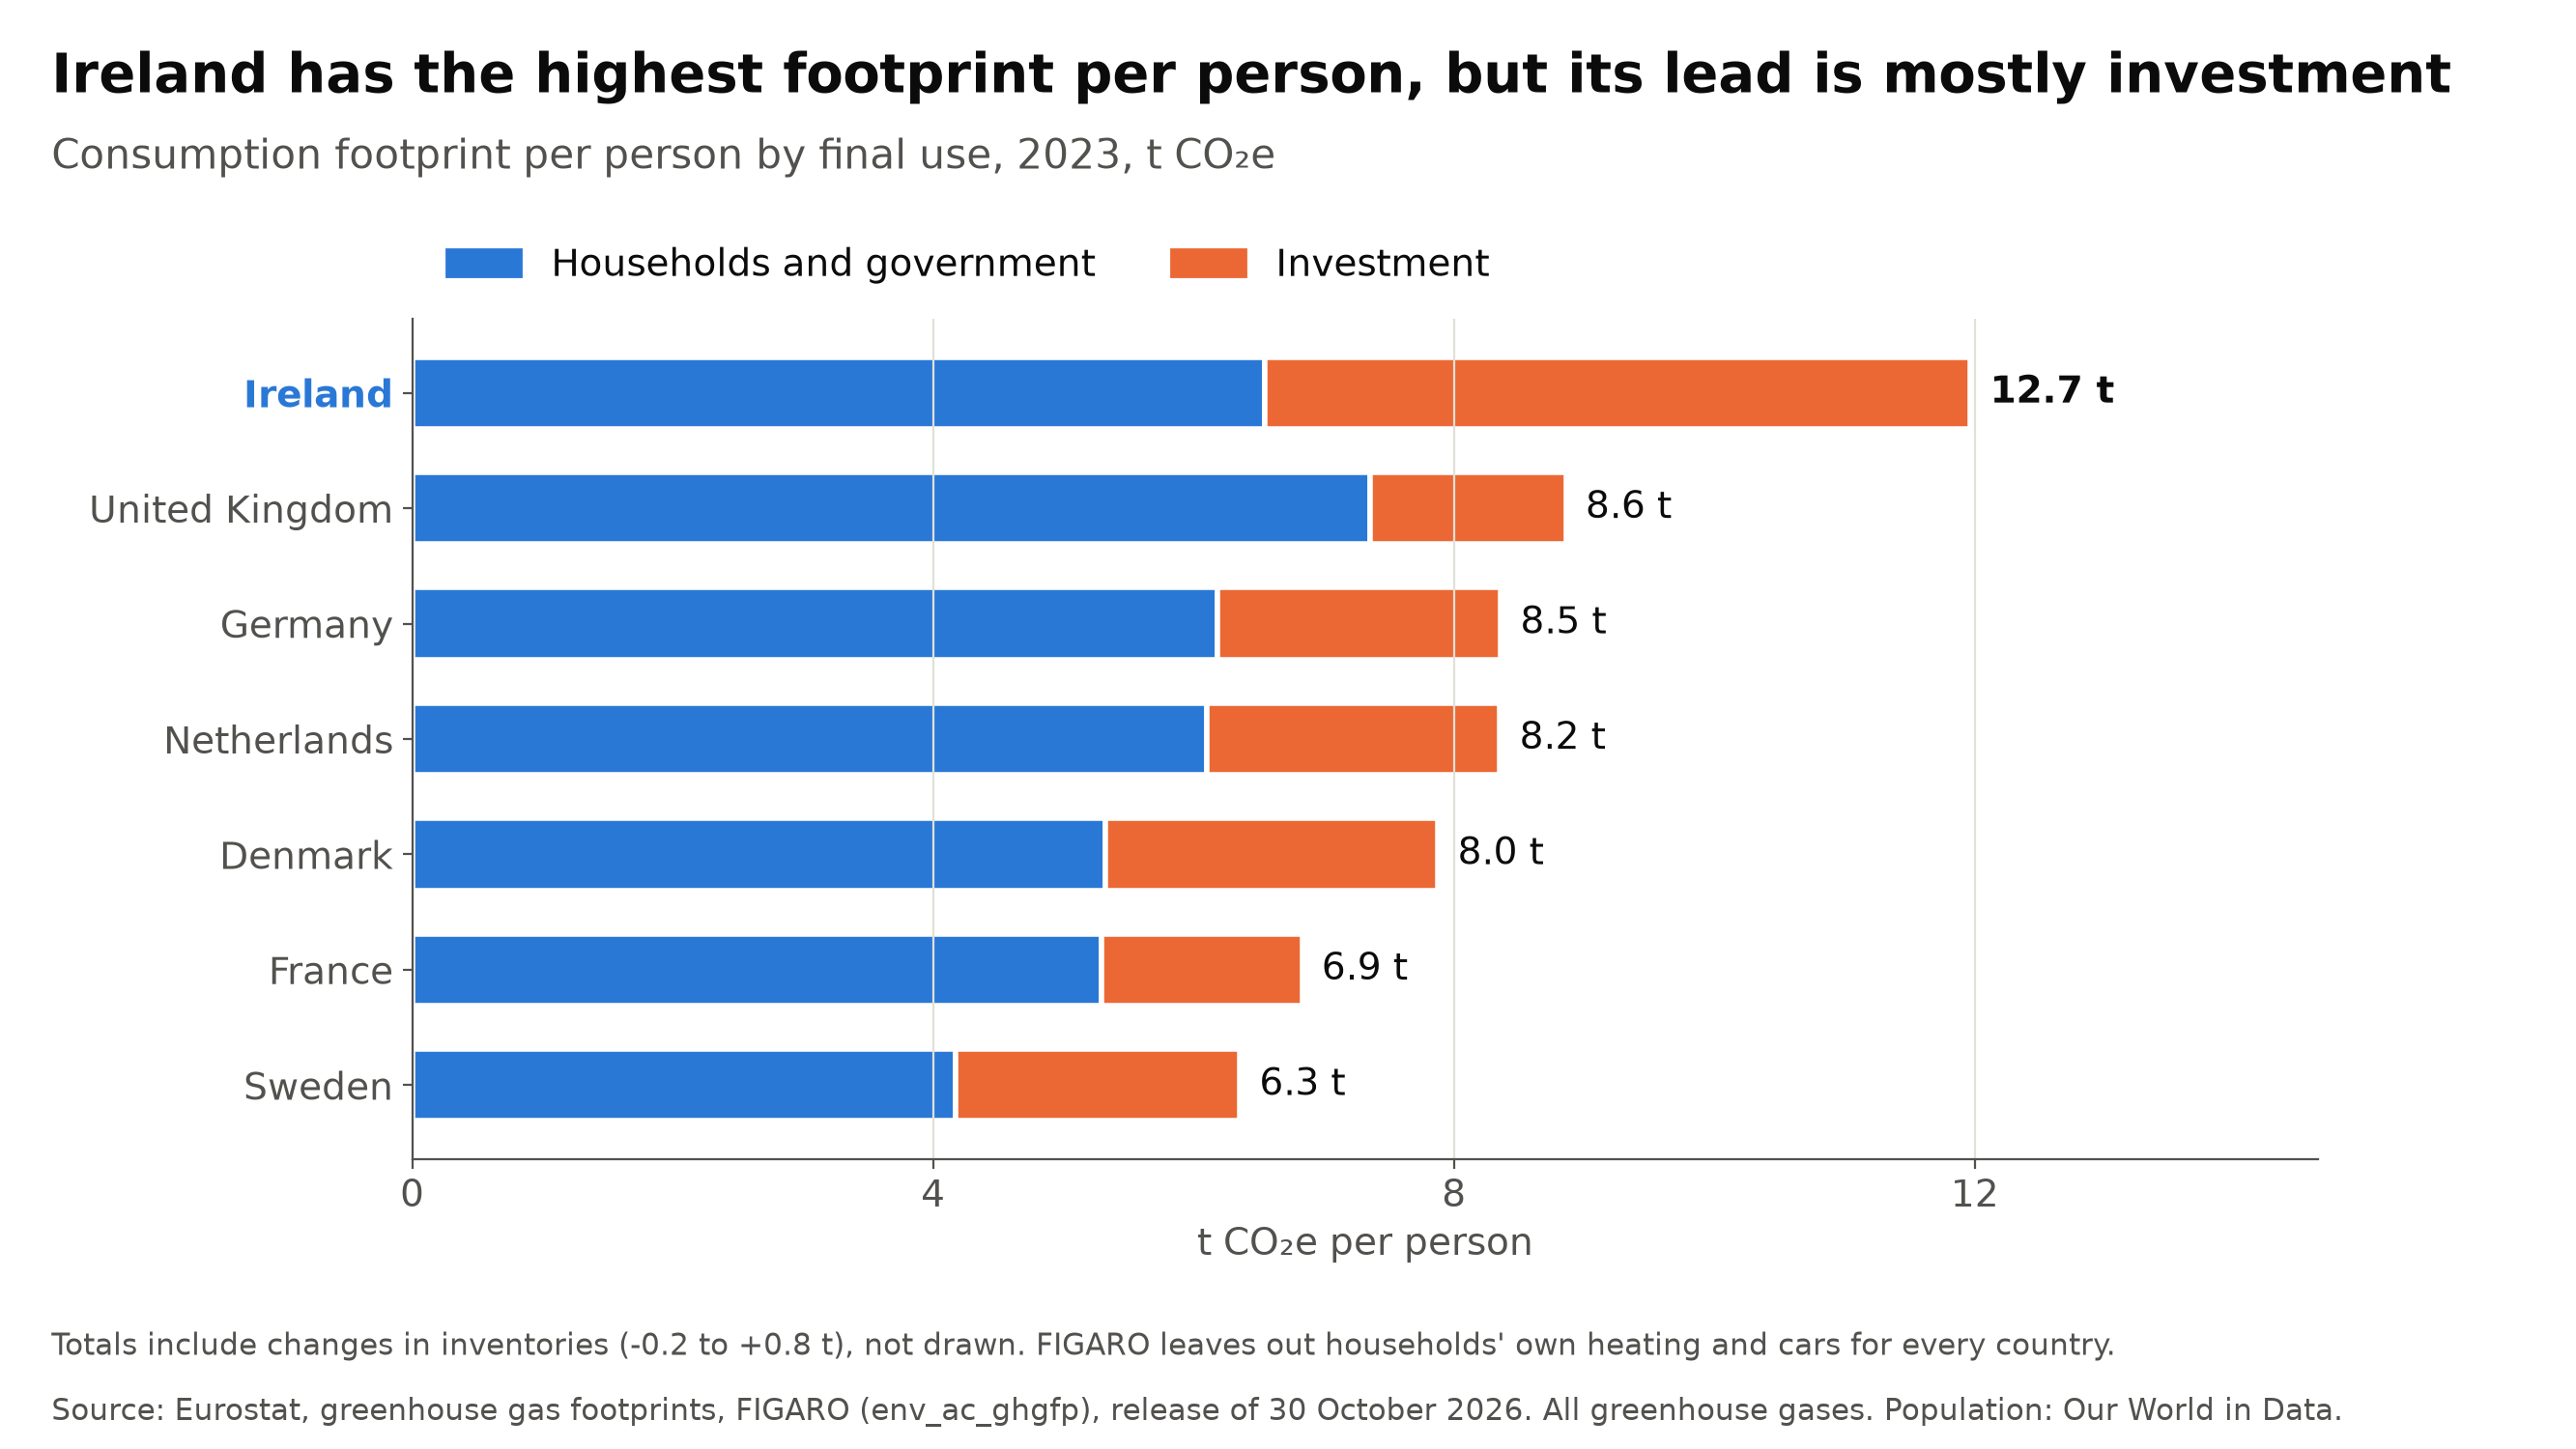 Ireland has the highest footprint per person, but its lead is mostly investment
Consumption footprint per person by final use, 2023, t CO₂e
Households and government
Investment
Ireland
12.7 t
United Kingdom
8.6 t
Germany
8.5 t
Netherlands
8.2 t
Denmark
8.0 t
France
6.9 t
Sweden
6.3 t
0 4 8 12
t CO₂e per person
Totals include changes in inventories (-0.2 to +0.8 t), not drawn. FIGARO leaves out households' own heating and cars for every country.
Source: Eurostat, greenhouse gas footprints, FIGARO (env_ac_ghgfp), release of 30 October 2026. All greenhouse gases. Population: Our World in Data.